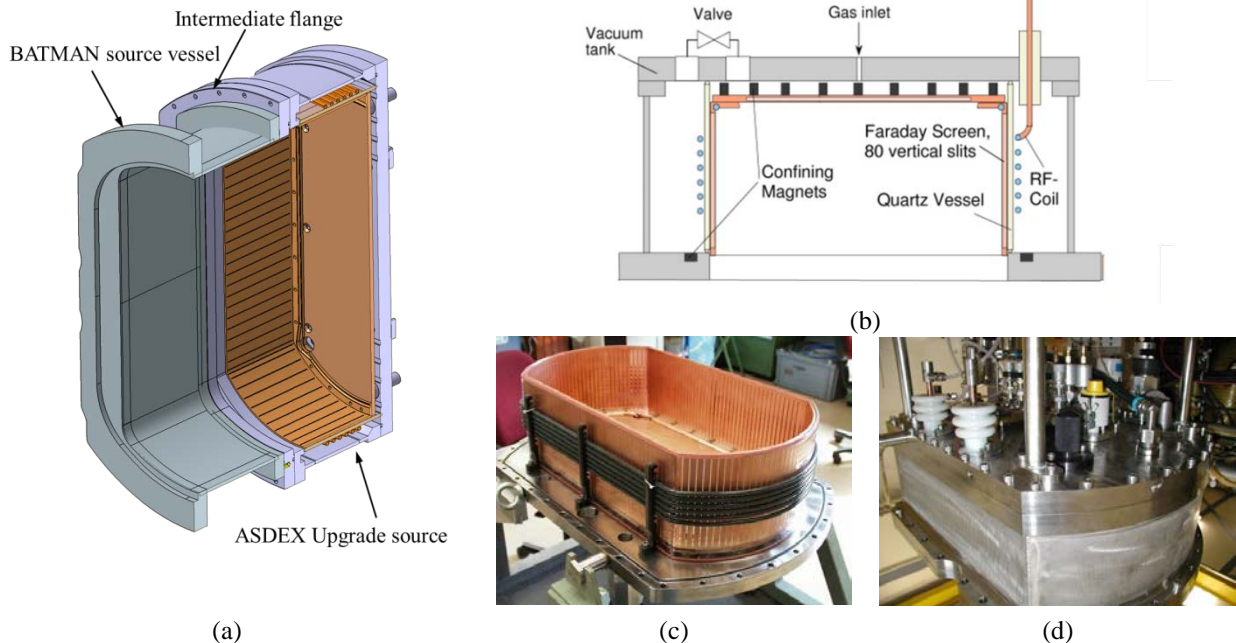 Intermediate flange
BATMAN source vessel
ASDEX Upgrade source
(a)
Valve
Gas inlet
Vacuum
tank
Faraday Screen,
80 vertical slits
Confining
Magnets
RF-
Coil
Quartz Vessel
(b)
(c)
(d)